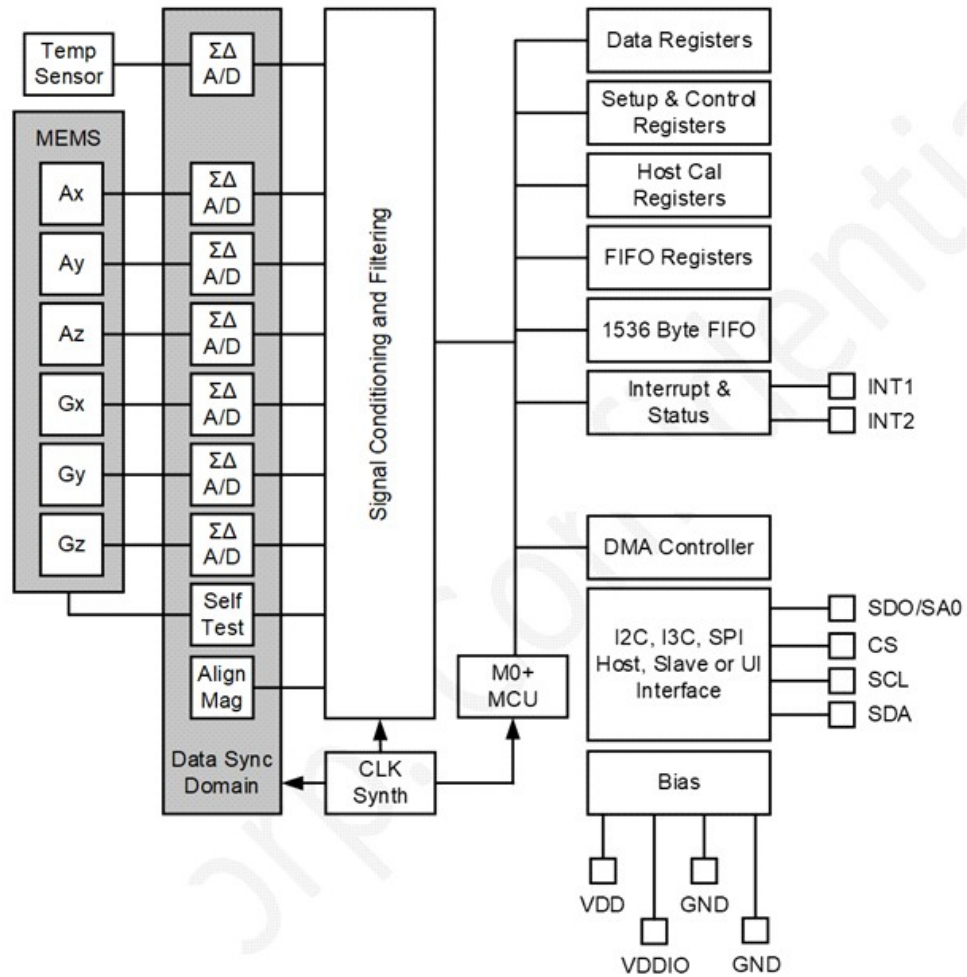 Temp
Sensor
ΣΔ
A/D
MEMS
Ax
ΣΔ
A/D
Ay
ΣΔ
A/D
Az
ΣΔ
A/D
Gx
ΣΔ
A/D
Gy
ΣΔ
A/D
Gz
ΣΔ
A/D
Self
Test
Align
Mag
Data Sync
Domain
Signal Conditioning and Filtering
CLK
Synth
M0+
MCU
Data Registers
Setup & Control
Registers
Host Cal
Registers
FIFO Registers
1536 Byte FIFO
Interrupt &
Status
INT1
INT2
DMA Controller
I2C, I3C, SPI
Host, Slave or UI
Interface
SDO/SA0
CS
SCL
SDA
Bias
VDD
GND
VDDIO
GND